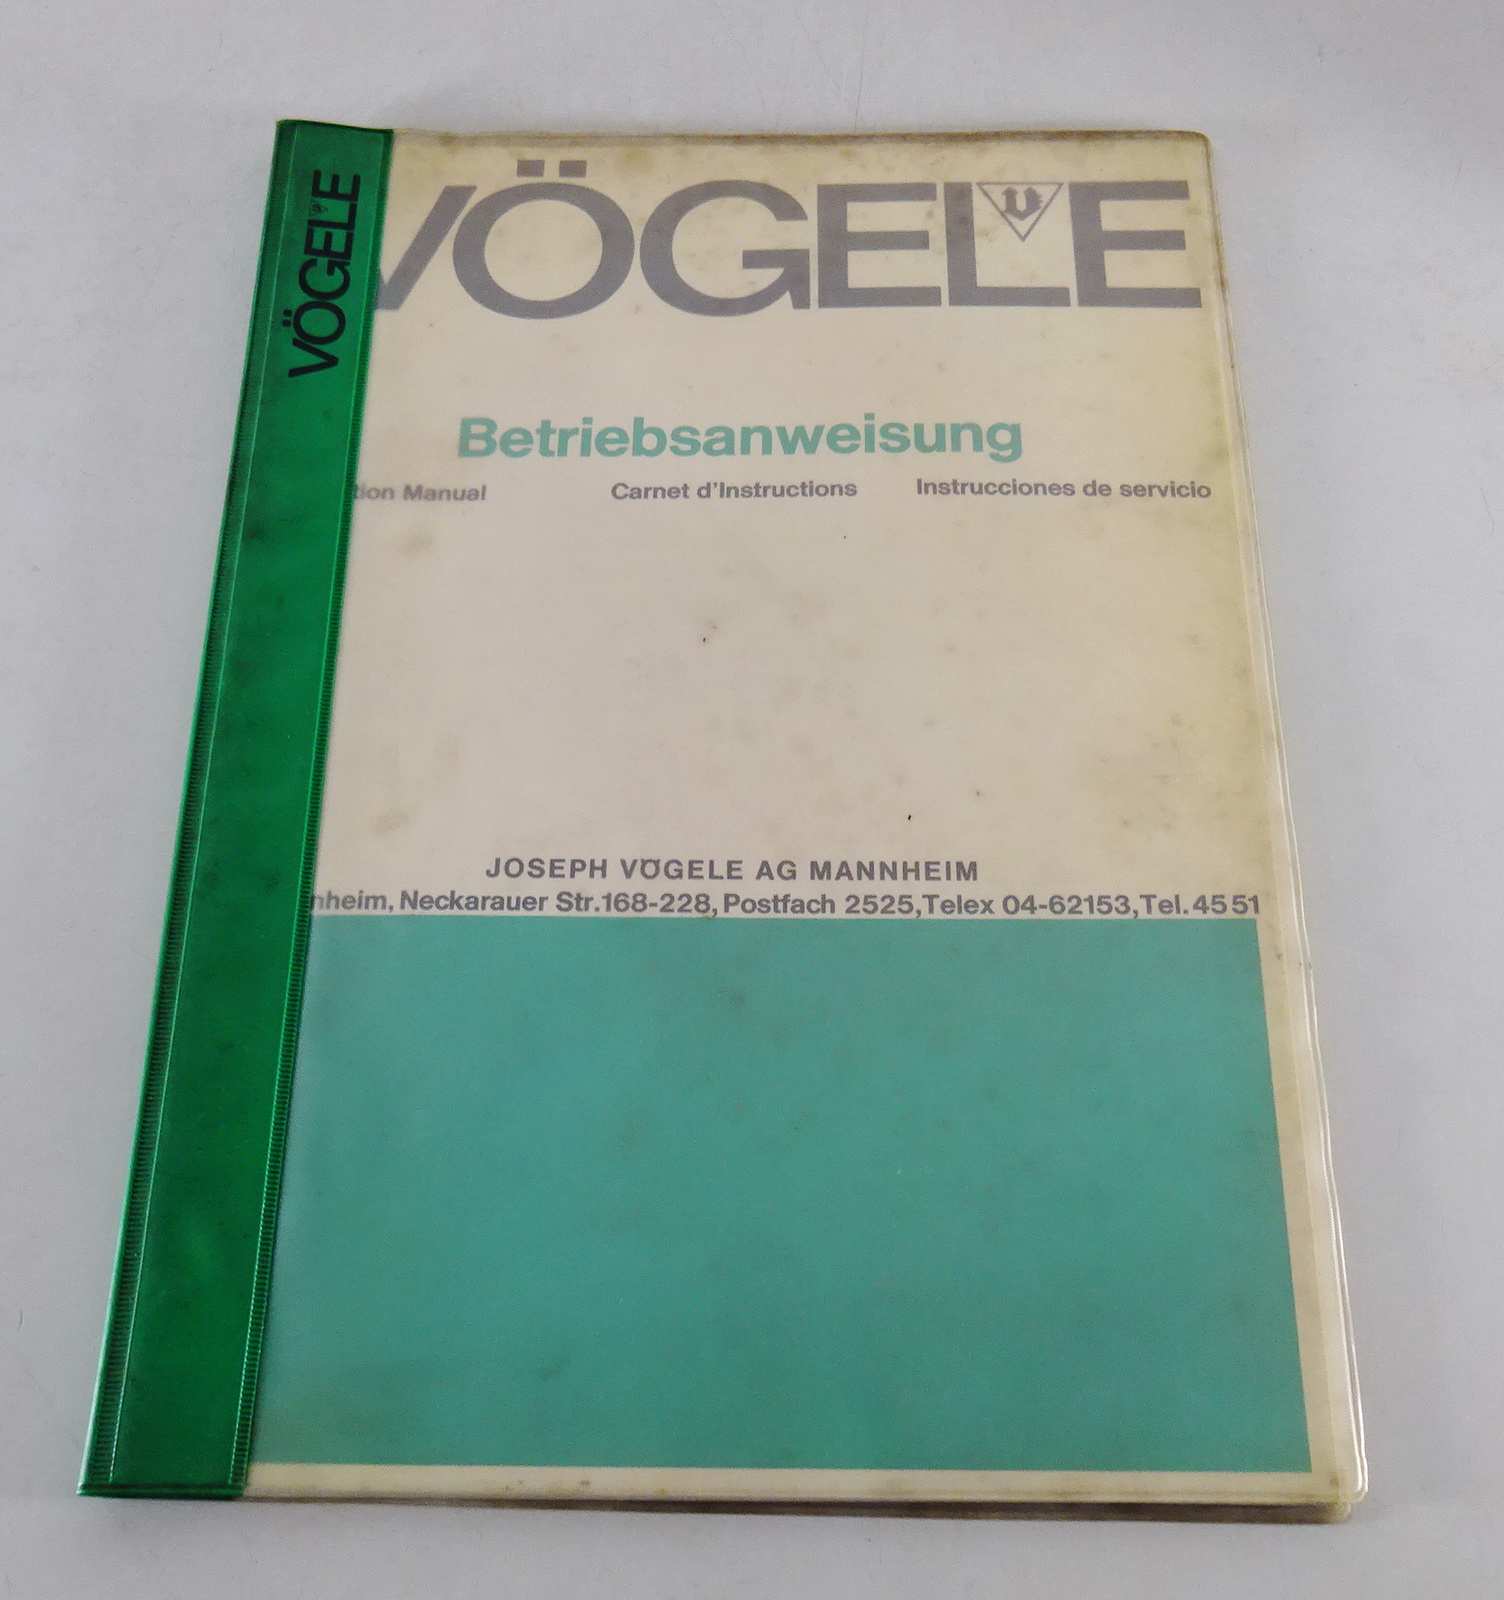 VÖGELE
VÖGELE
Betriebsanweisung
tion Manual Carnet d'Instructions Instrucciones de servicio
JOSEPH VÖGELE AG MANNHEIM
nheim, Neckarauer Str.168-228, Postfach 2525, Telex 04-62153, Tel. 45 51